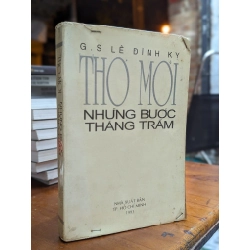 G.S LÊ ĐÌNH KỴ
THƠ MỚI
NHỮNG BƯỚC
THĂNG TRẦM
NHÀ XUẤT BẢN
TP. HỒ CHÍ MINH